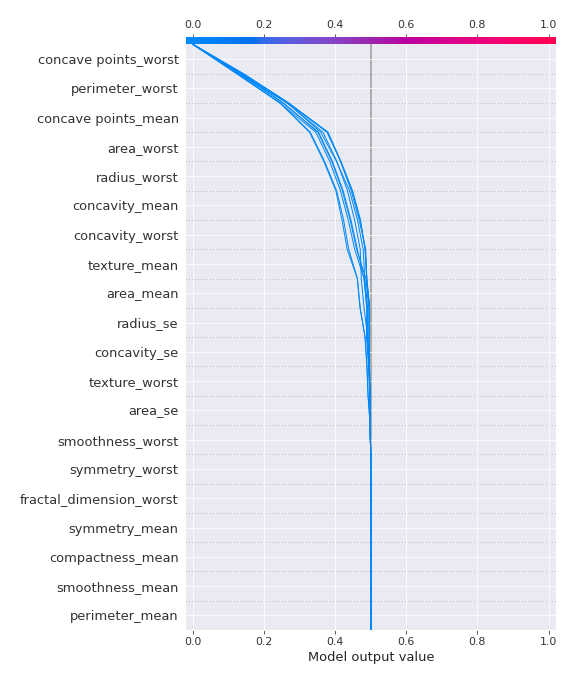 0.0 0.2 0.4 0.6 0.8 1.0
concave points_worst
perimeter_worst
concave points_mean
area_worst
radius_worst
concavity_mean
concavity_worst
texture_mean
area_mean
radius_se
concavity_se
texture_worst
area_se
smoothness_worst
symmetry_worst
fractal_dimension_worst
symmetry_mean
compactness_mean
smoothness_mean
perimeter_mean
0.0 0.2 0.4 0.6 0.8 1.0
Model output value